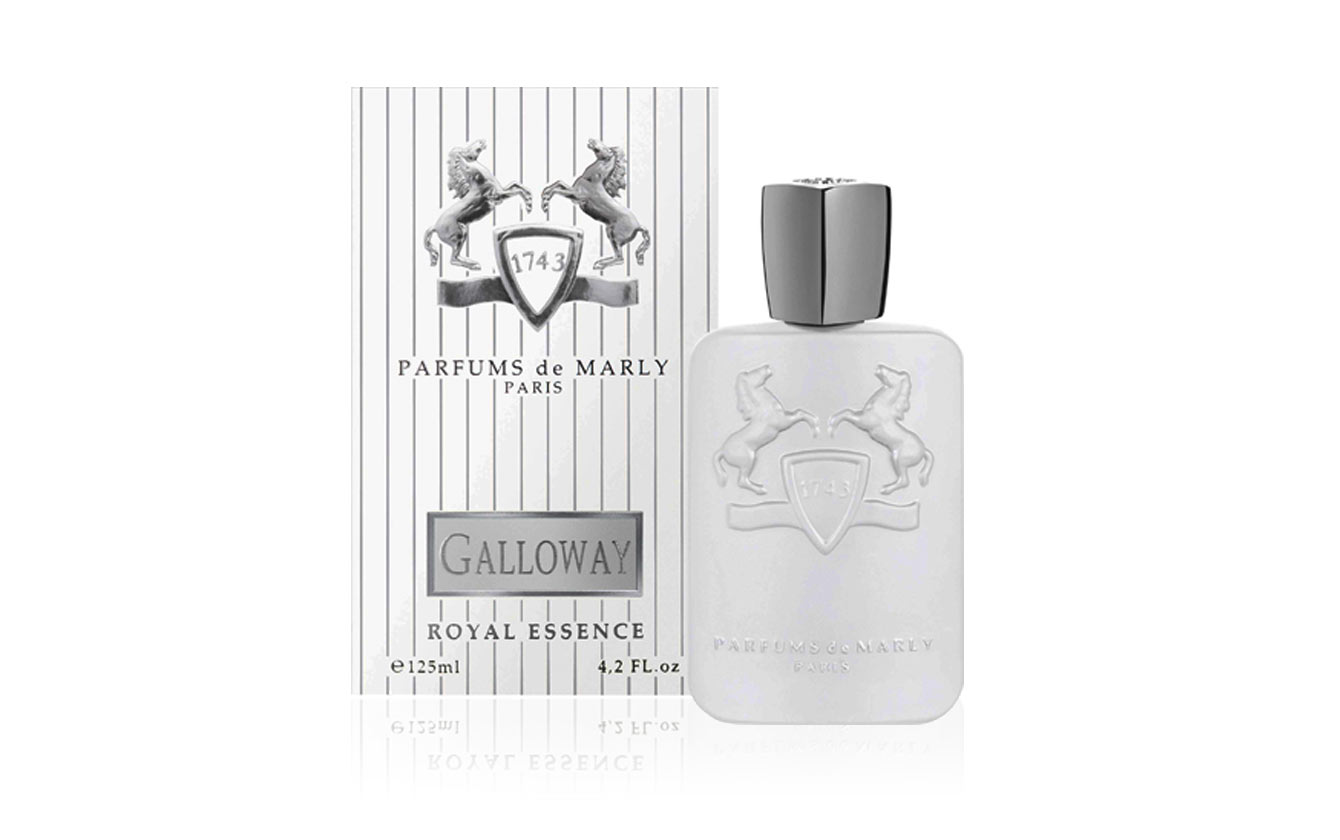 1743
PARFUMS de MARLY
PARIS
GALLOWAY
ROYAL ESSENCE
℮125ml
4,2 FL.oz
1743
PARFUMS de MARLY
PARIS